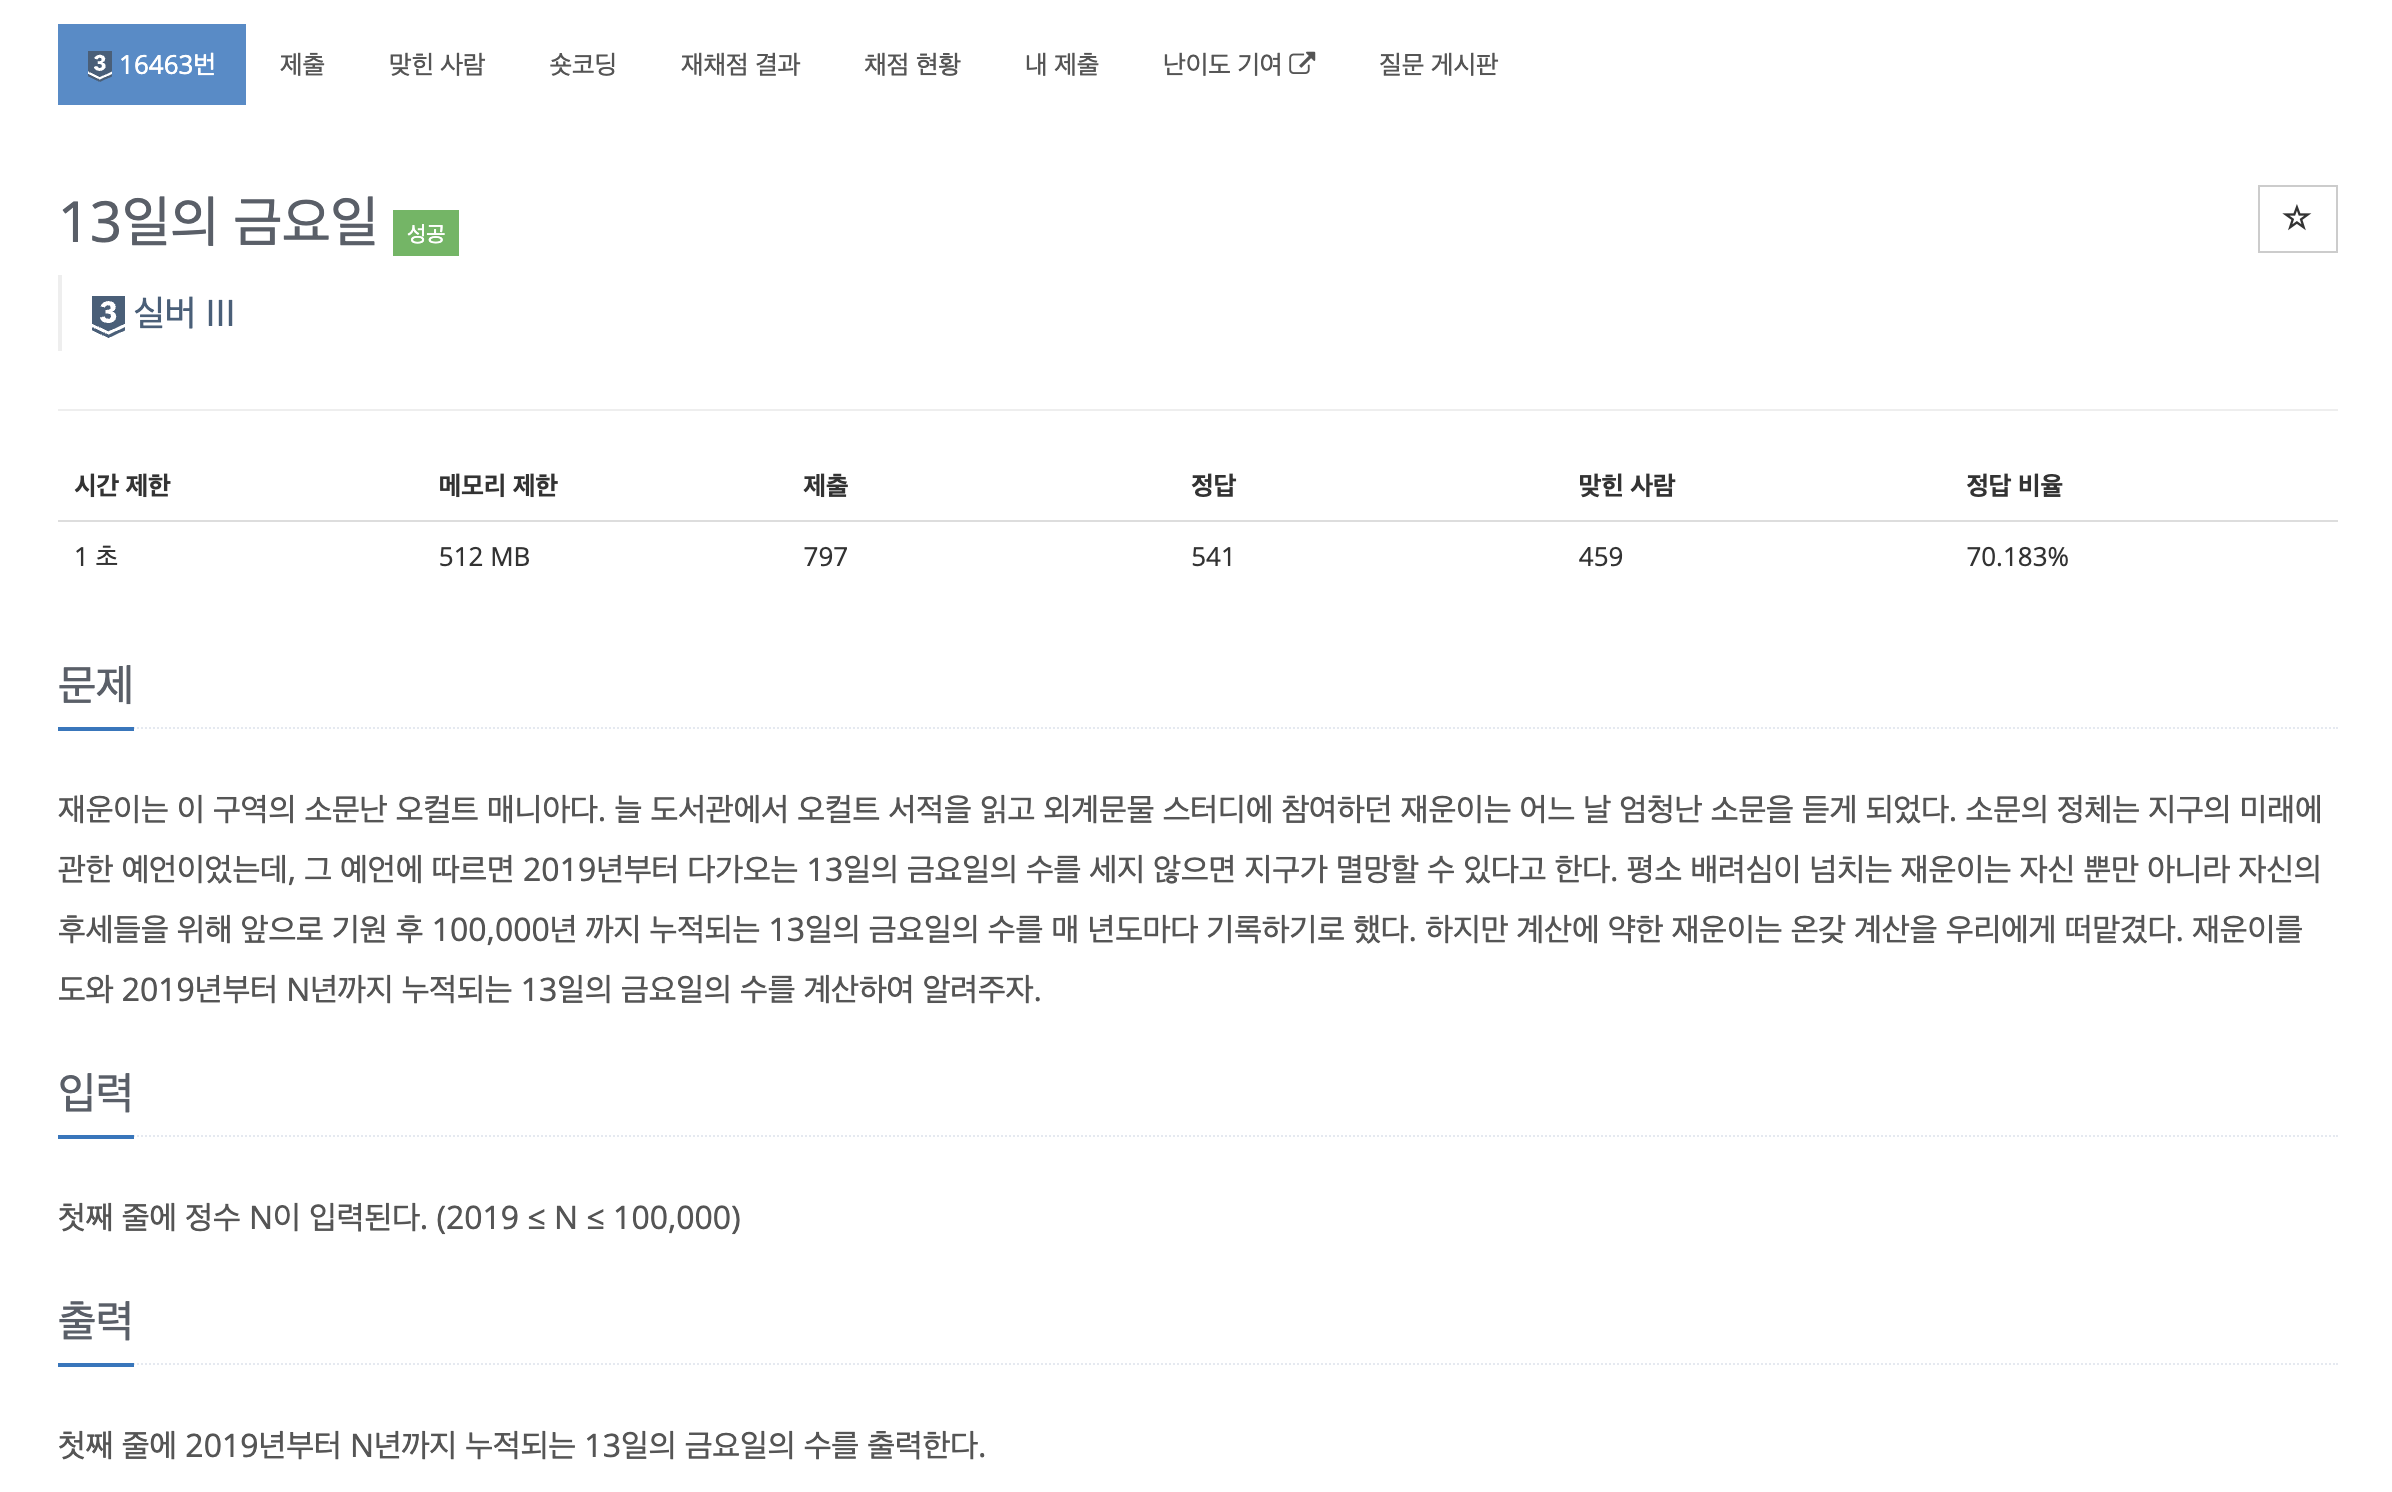 3 16463번 제출 맞힌 사람 숏코딩 재채점 결과 채점 현황 내 제출 난이도 기여 질문 게시판
13일의 금요일 성공
3 실버 III
시간 제한 메모리 제한 제출 정답 맞힌 사람 정답 비율
1 초 512 MB 797 541 459 70.183%
문제
재운이는 이 구역의 소문난 오컬트 매니아다. 늘 도서관에서 오컬트 서적을 읽고 외계문물 스터디에 참여하던 재운이는 어느 날 엄청난 소문을 듣게 되었다. 소문의 정체는 지구의 미래에
관한 예언이었는데, 그 예언에 따르면 2019년부터 다가오는 13일의 금요일의 수를 세지 않으면 지구가 멸망할 수 있다고 한다. 평소 배려심이 넘치는 재운이는 자신 뿐만 아니라 자신의
후세들을 위해 앞으로 기원 후 100,000년 까지 누적되는 13일의 금요일의 수를 매 년도마다 기록하기로 했다. 하지만 계산에 약한 재운이는 온갖 계산을 우리에게 떠맡겼다. 재운이를
도와 2019년부터 N년까지 누적되는 13일의 금요일의 수를 계산하여 알려주자.
입력
첫째 줄에 정수 N이 입력된다. (2019 ≤ N ≤ 100,000)
출력
첫째 줄에 2019년부터 N년까지 누적되는 13일의 금요일의 수를 출력한다.